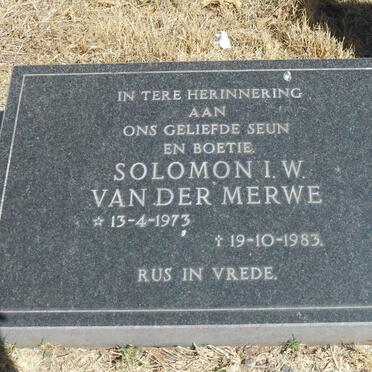 IN TERE HERINNERING
AAN
ONS GELIEFDE SEUN
EN BOETIE.
SOLOMON I.W.
VAN DER MERWE
☆ 13-4-1973
✝ 19-10-1983.
RUS IN VREDE.